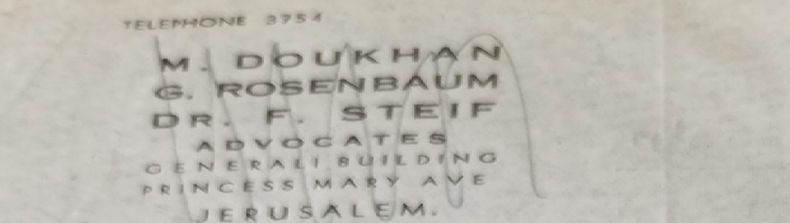 TELEPHONE 3754
M. DOUKHAN
G. ROSENBAUM
DR. F. STEIF
ADVOCATES
GENERALI BUILDING
PRINCESS MARY AVE
JERUSALEM.